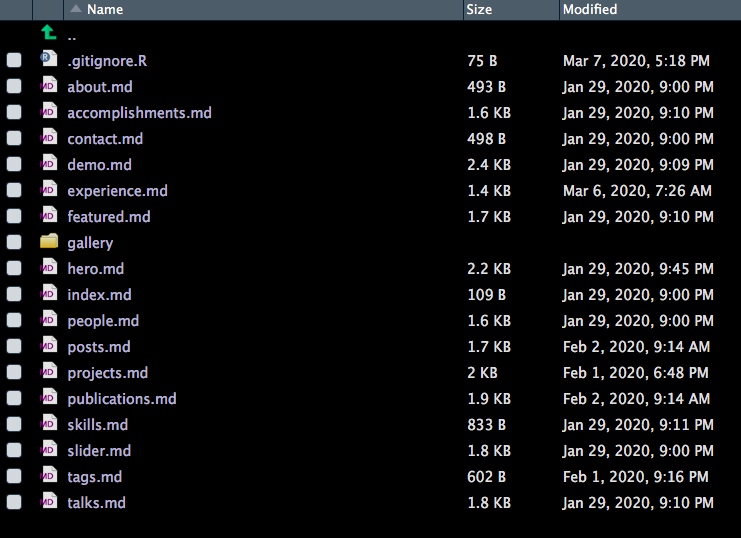 Name Size Modified
..
.gitignore.R 75 B Mar 7, 2020, 5:18 PM
MD about.md 493 B Jan 29, 2020, 9:00 PM
MD accomplishments.md 1.6 KB Jan 29, 2020, 9:10 PM
MD contact.md 498 B Jan 29, 2020, 9:00 PM
MD demo.md 2.4 KB Jan 29, 2020, 9:09 PM
MD experience.md 1.4 KB Mar 6, 2020, 7:26 AM
MD featured.md 1.7 KB Jan 29, 2020, 9:10 PM
gallery
MD hero.md 2.2 KB Jan 29, 2020, 9:45 PM
MD index.md 109 B Jan 29, 2020, 9:00 PM
MD people.md 1.6 KB Jan 29, 2020, 9:00 PM
MD posts.md 1.7 KB Feb 2, 2020, 9:14 AM
MD projects.md 2 KB Feb 1, 2020, 6:48 PM
MD publications.md 1.9 KB Feb 2, 2020, 9:14 AM
MD skills.md 833 B Jan 29, 2020, 9:11 PM
MD slider.md 1.8 KB Jan 29, 2020, 9:00 PM
MD tags.md 602 B Feb 1, 2020, 9:16 PM
MD talks.md 1.8 KB Jan 29, 2020, 9:10 PM